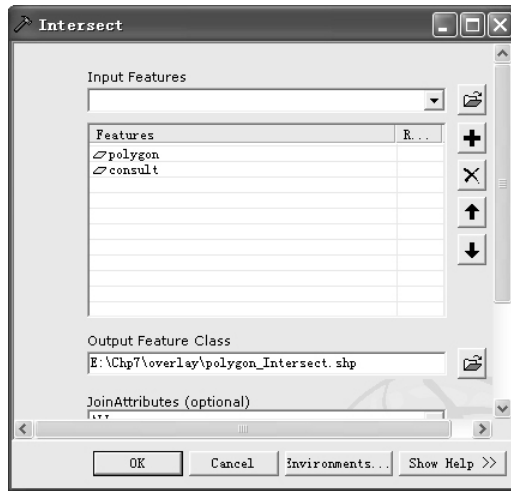 Intersect
Input Features
Features R...
polygon
consult
Output Feature Class
E:\Chp7\overlay\polygon_Intersect.shp
JoinAttributes (optional)
OK Cancel Environments... Show Help >>